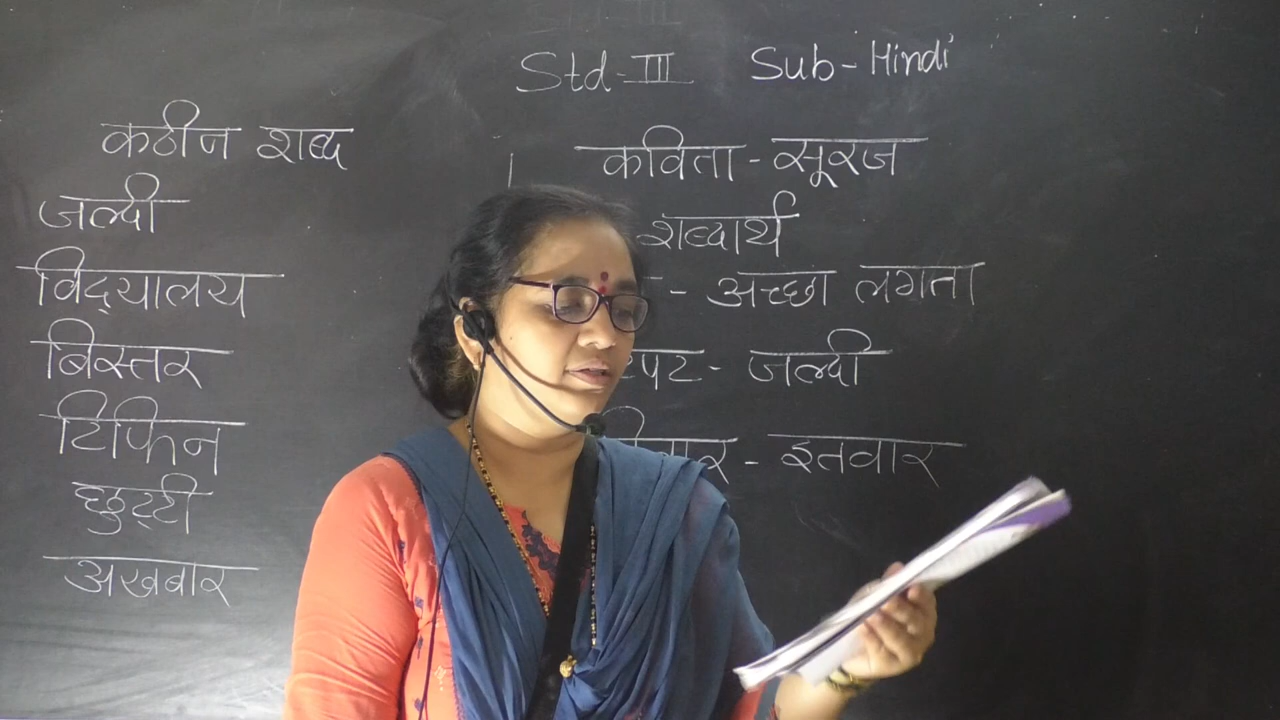 Std-III Sub-Hindi
कठीन शब्द
जल्दी
विद्यालय
बिस्तर
टिफिन
छुट्टी
अखबार
कविता-सूरज
शब्दार्थ
- अच्छा लगता
- जल्दी
- इतवार